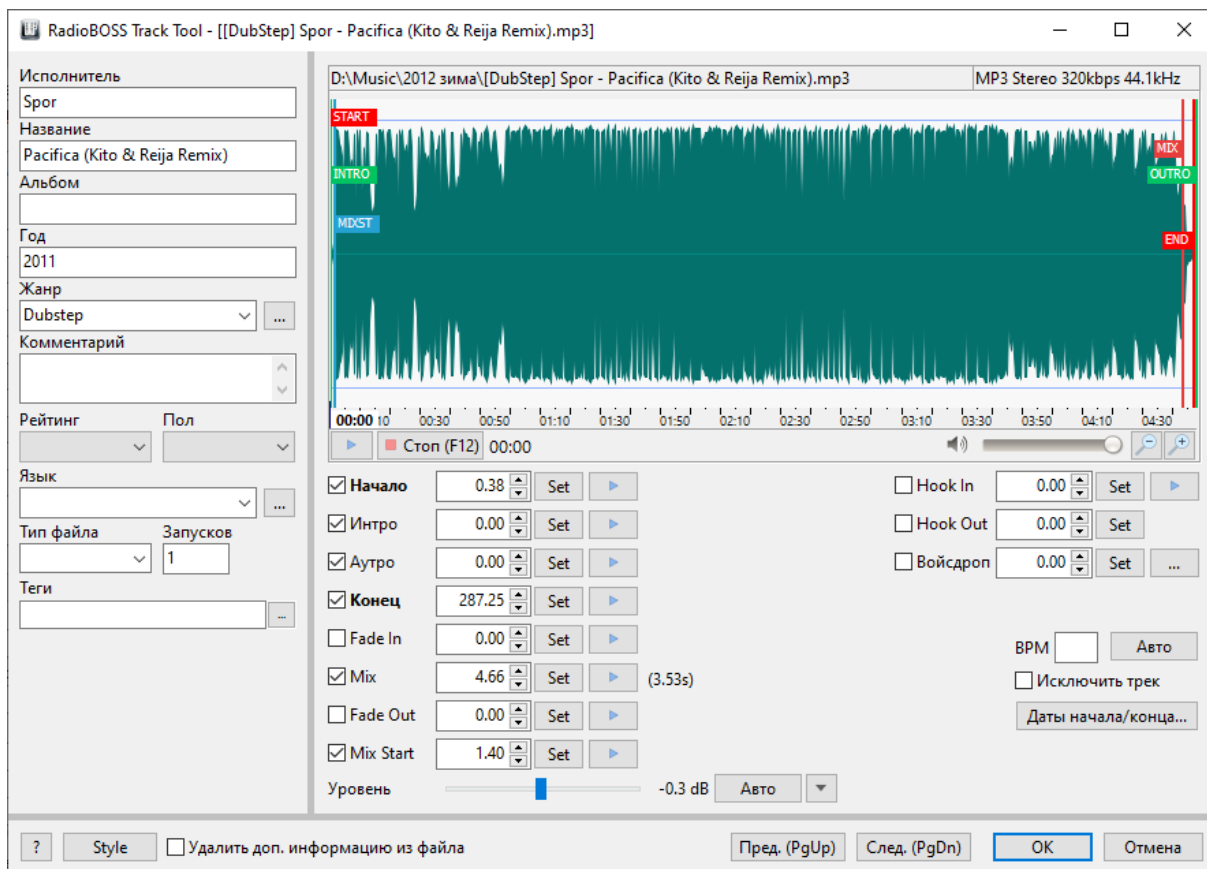 RadioBOSS Track Tool - [[DubStep] Spor - Pacifica (Kito & Reija Remix).mp3]
Исполнитель
Spor
Название
Pacifica (Kito & Reija Remix)
Альбом
Год
2011
Жанр
Dubstep ...
Комментарий
Рейтинг Пол
Язык
...
Тип файла Запусков
1
Теги
...
D:\Music\2012 зима\[DubStep] Spor - Pacifica (Kito & Reija Remix).mp3 MP3 Stereo 320kbps 44.1kHz
START
MIX
INTRO OUTRO
MIXST
END
00:00 10 00:30 00:50 01:10 01:30 01:50 02:10 02:30 02:50 03:10 03:30 03:50 04:10 04:30
Стоп (F12) 00:00
Начало 0.38 Set Hook In 0.00 Set
Интро 0.00 Set Hook Out 0.00 Set
Аутро 0.00 Set Войсдроп 0.00 Set ...
Конец 287.25 Set
Fade In 0.00 Set BPM Авто
Mix 4.66 Set (3.53s) Исключить трек
Fade Out 0.00 Set Даты начала/конца...
Mix Start 1.40 Set
Уровень -0.3 dB Авто
? Style Удалить доп. информацию из файла Пред. (PgUp) След. (PgDn) OK Отмена